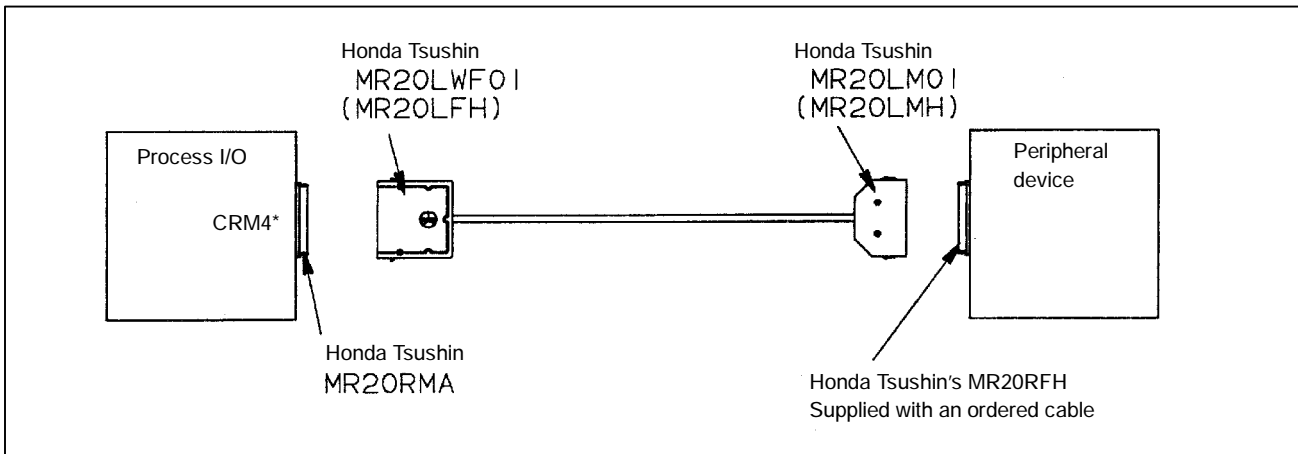 Honda Tsushin
MR20LWF01
(MR20LFH)
Honda Tsushin
MR20LM01
(MR20LMH)
Process I/O
CRM4*
Peripheral
device
Honda Tsushin
MR20RMA
Honda Tsushin's MR20RFH
Supplied with an ordered cable